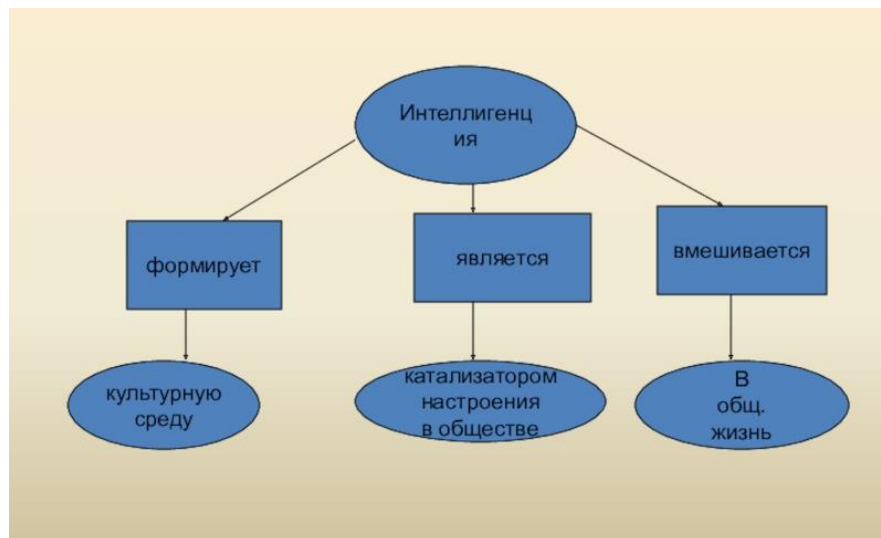 Интеллигенц
ия
формирует
является
вмешивается
культурную
среду
катализатором
настроения
в обществе
В
общ.
жизнь